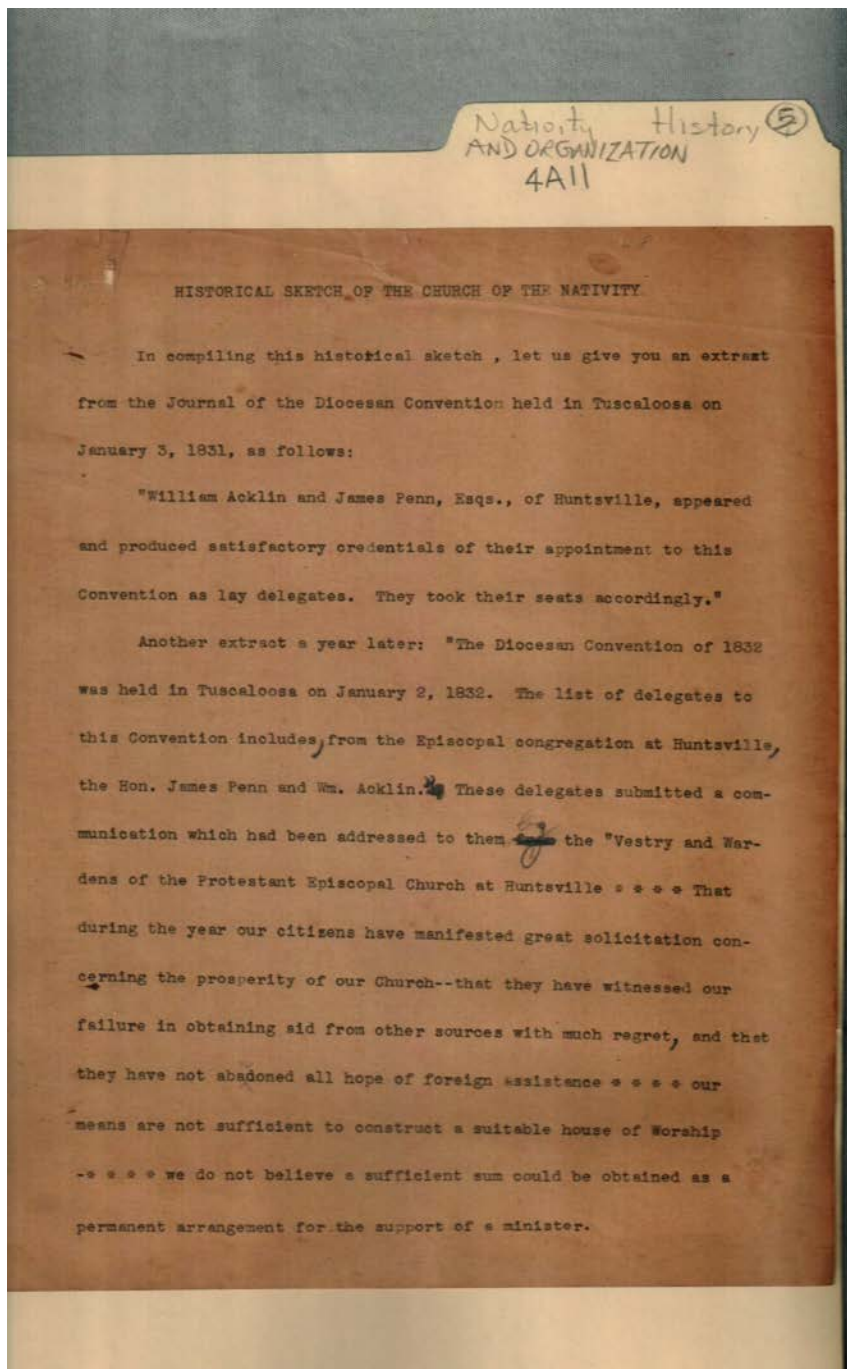 Nativity History 5
AND ORGANIZATION
4A11
HISTORICAL SKETCH OF THE CHURCH OF THE NATIVITY
In compiling this historical sketch , let us give you an extract
from the Journal of the Diocesan Convention held in Tuscaloosa on
January 3, 1831, as follows:
"William Acklin and James Penn, Esqs., of Huntsville, appeared
and produced satisfactory credentials of their appointment to this
Convention as lay delegates. They took their seats accordingly."
Another extract a year later: "The Diocesan Convention of 1832
was held in Tuscaloosa on January 2, 1832. The list of delegates to
this Convention includes, from the Episcopal congregation at Huntsville,
the Hon. James Penn and Wm. Acklin." These delegates submitted a com-
munication which had been addressed to them by the "Vestry and War-
dens of the Protestant Episcopal Church at Huntsville * * * * That
during the year our citizens have manifested great solicitation con-
cerning the prosperity of our Church--that they have witnessed our
failure in obtaining aid from other sources with much regret, and that
they have not abadoned all hope of foreign assistance * * * * our
means are not sufficient to construct a suitable house of Worship
-* * * * we do not believe a sufficient sum could be obtained as a
permanent arrangement for the support of a minister.